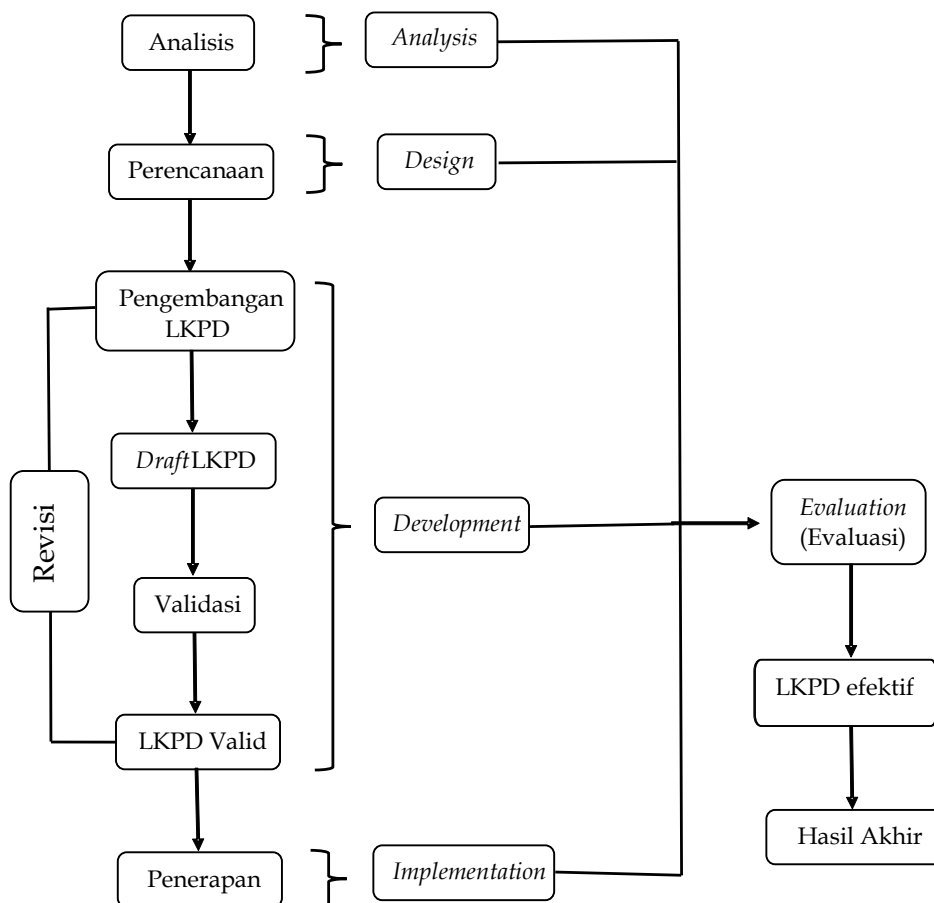 Analisis
Analysis
Perencanaan
Design
Pengembangan
LKPD
Draft LKPD
Revisi
Development
Evaluation
(Evaluasi)
Validasi
LKPD efektif
LKPD Valid
Hasil Akhir
Penerapan
Implementation